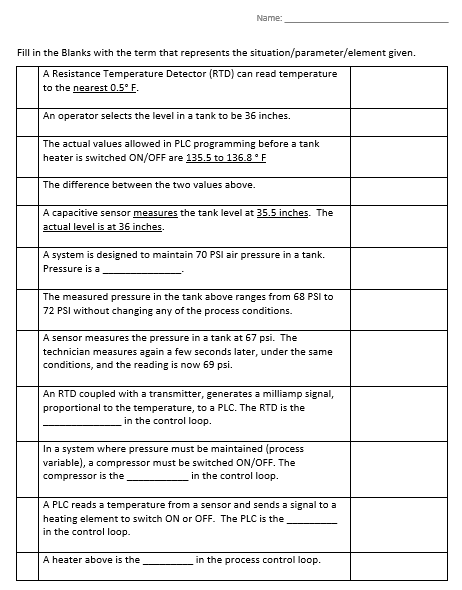 Name: ________________________________
Fill in the Blanks with the term that represents the situation/parameter/element given.
A Resistance Temperature Detector (RTD) can read temperature
to the nearest 0.5° F.
An operator selects the level in a tank to be 36 inches.
The actual values allowed in PLC programming before a tank
heater is switched ON/OFF are 135.5 to 136.8 ° F
The difference between the two values above.
A capacitive sensor measures the tank level at 35.5 inches. The
actual level is at 36 inches.
A system is designed to maintain 70 PSI air pressure in a tank.
Pressure is a ______________.
The measured pressure in the tank above ranges from 68 PSI to
72 PSI without changing any of the process conditions.
A sensor measures the pressure in a tank at 67 psi. The
technician measures again a few seconds later, under the same
conditions, and the reading is now 69 psi.
An RTD coupled with a transmitter, generates a milliamp signal,
proportional to the temperature, to a PLC. The RTD is the
______________ in the control loop.
In a system where pressure must be maintained (process
variable), a compressor must be switched ON/OFF. The
compressor is the ___________ in the control loop.
A PLC reads a temperature from a sensor and sends a signal to a
heating element to switch ON or OFF. The PLC is the _________
in the control loop.
A heater above is the _________ in the process control loop.